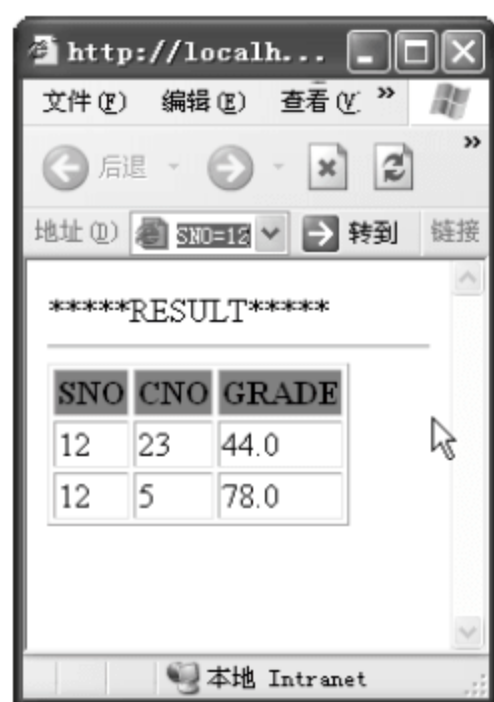 http://localh...
文件(F) 编辑(E) 查看(V) »
后退 »
地址(D) SNO=12 转到 链接
*****RESULT*****
SNO CNO GRADE
12 23 44.0
12 5 78.0
本地 Intranet